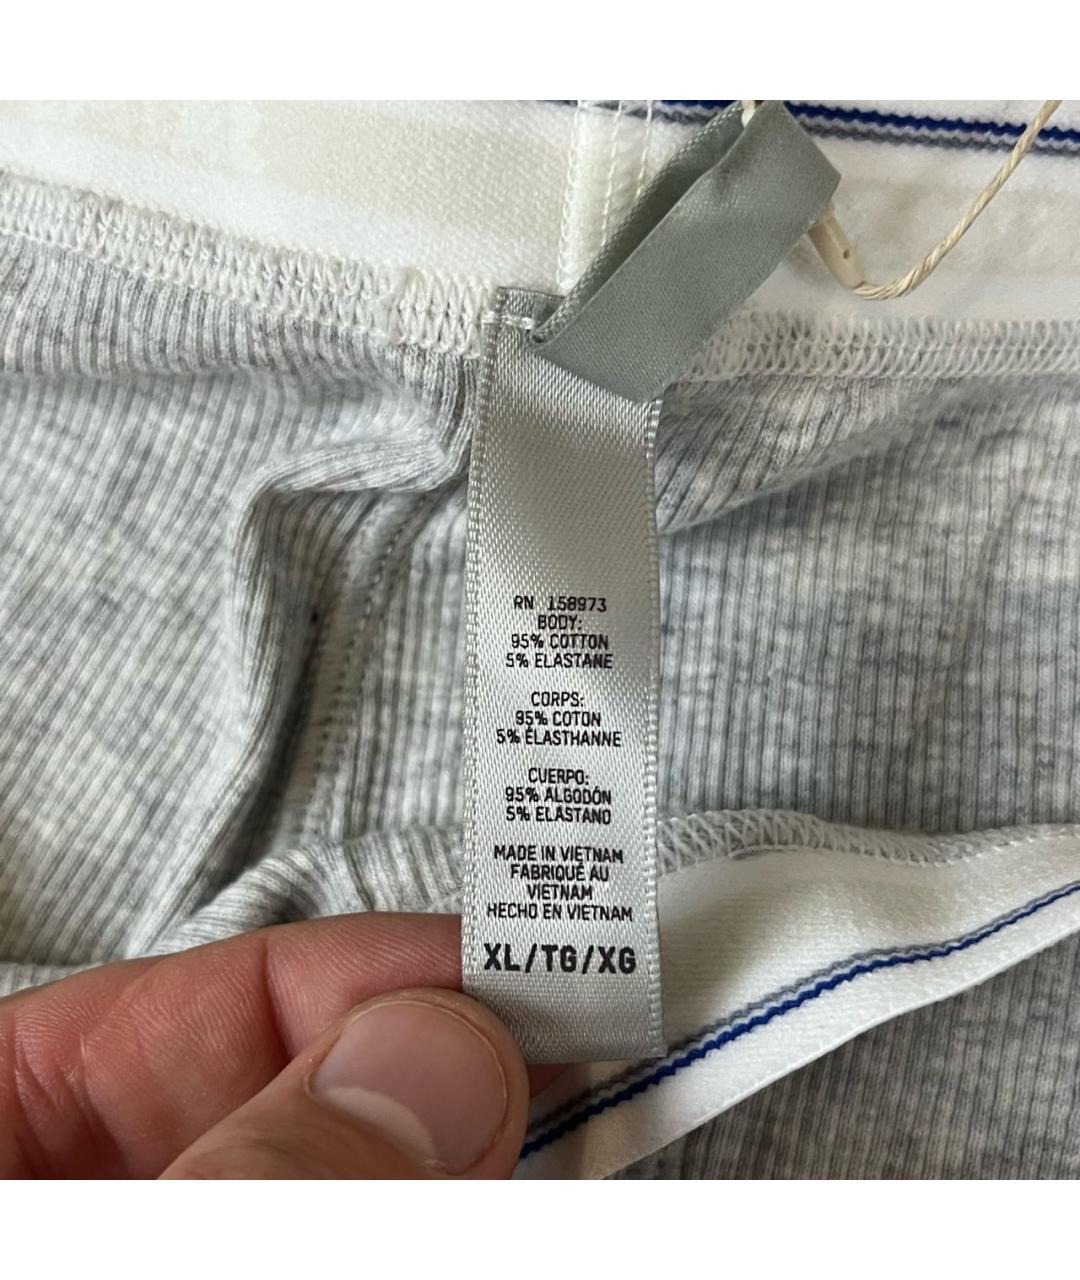 RN 158973
BODY:
95% COTTON
5% ELASTANE
CORPS:
95% COTON
5% ÉLASTHANNE
CUERPO:
95% ALGODÓN
5% ELASTANO
MADE IN VIETNAM
FABRIQUÉ AU
VIETNAM
HECHO EN VIETNAM
XL/TG/XG